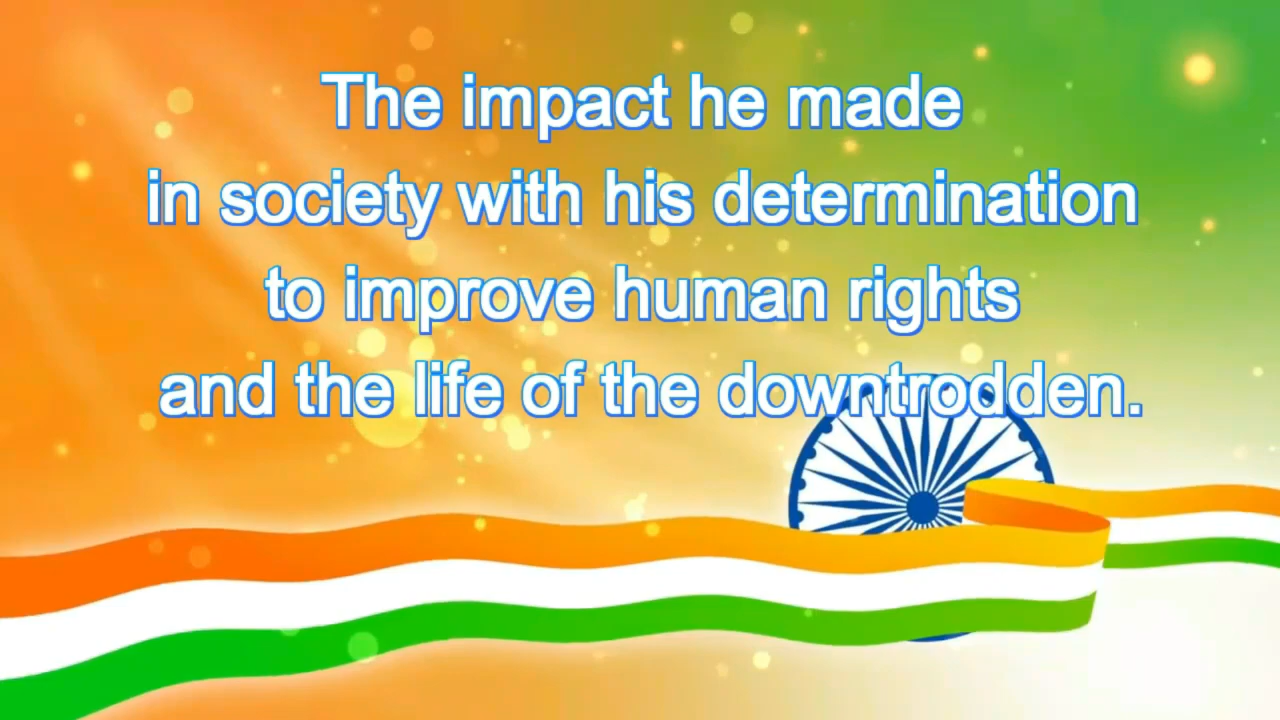 The impact he made
in society with his determination
to improve human rights
and the life of the downtrodden.